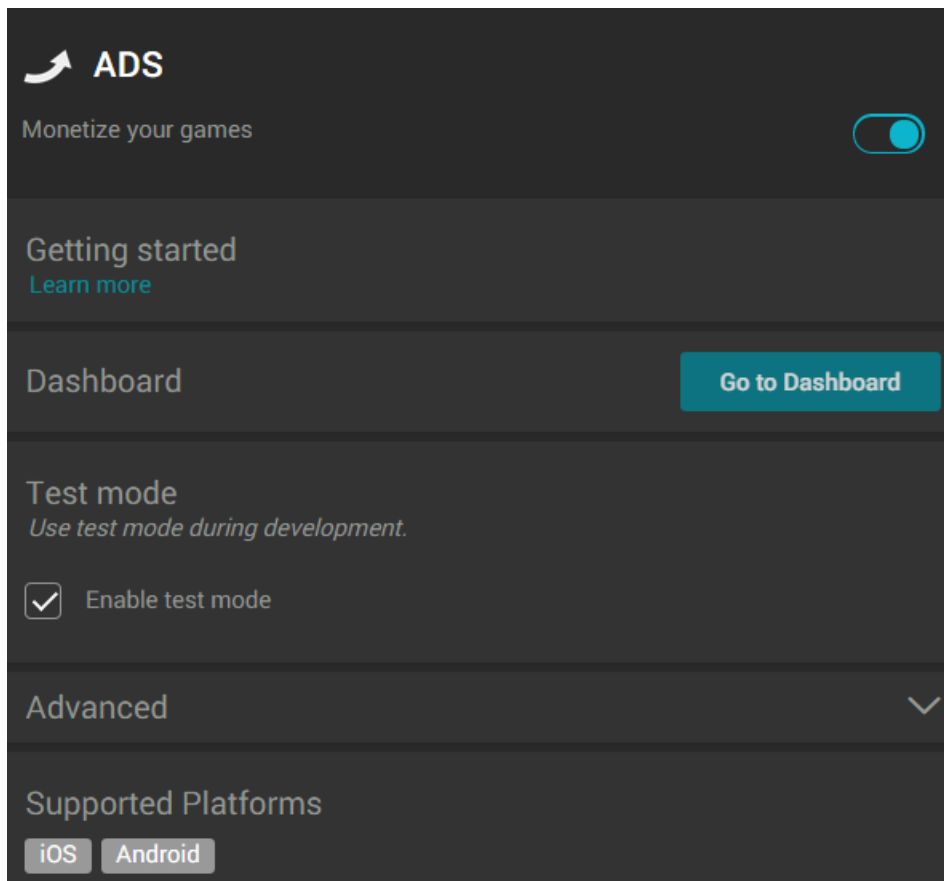 ADS
Monetize your games
Getting started
Learn more
Dashboard
Go to Dashboard
Test mode
Use test mode during development.
Enable test mode
Advanced
Supported Platforms
iOS Android